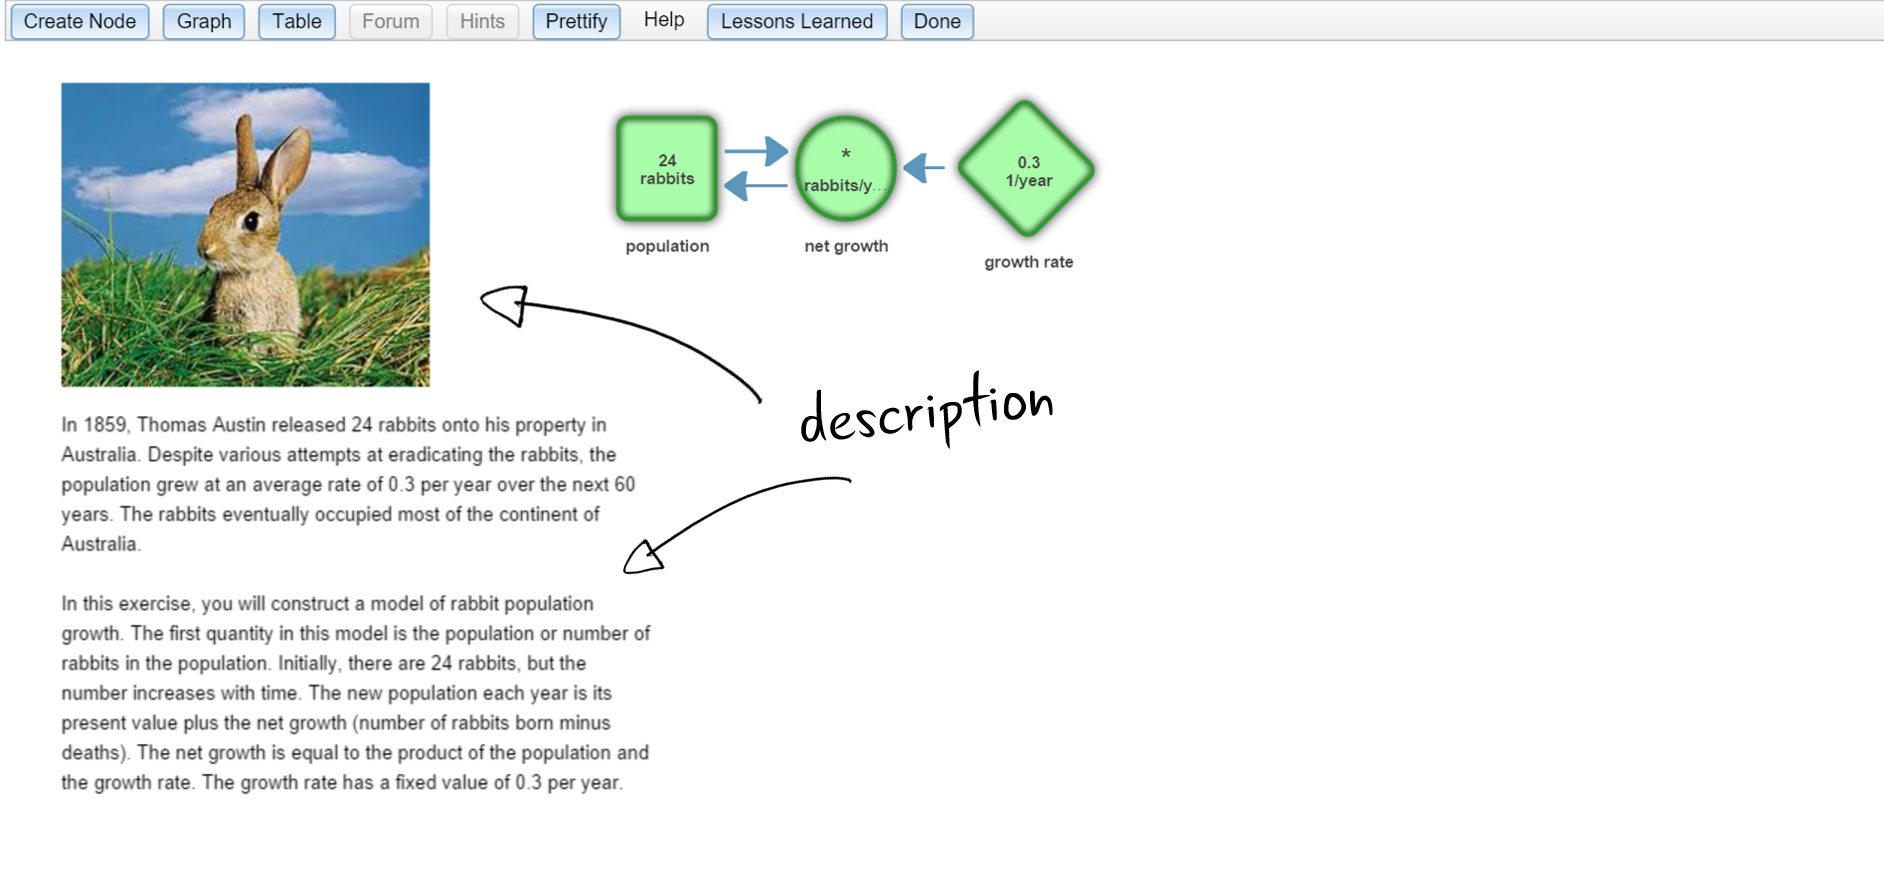 Create Node Graph Table Forum Hints Prettify Help Lessons Learned Done
24
rabbits
population
*
rabbits/y...
net growth
0.3
1/year
growth rate
description
In 1859, Thomas Austin released 24 rabbits onto his property in
Australia. Despite various attempts at eradicating the rabbits, the
population grew at an average rate of 0.3 per year over the next 60
years. The rabbits eventually occupied most of the continent of
Australia.
In this exercise, you will construct a model of rabbit population
growth. The first quantity in this model is the population or number of
rabbits in the population. Initially, there are 24 rabbits, but the
number increases with time. The new population each year is its
present value plus the net growth (number of rabbits born minus
deaths). The net growth is equal to the product of the population and
the growth rate. The growth rate has a fixed value of 0.3 per year.